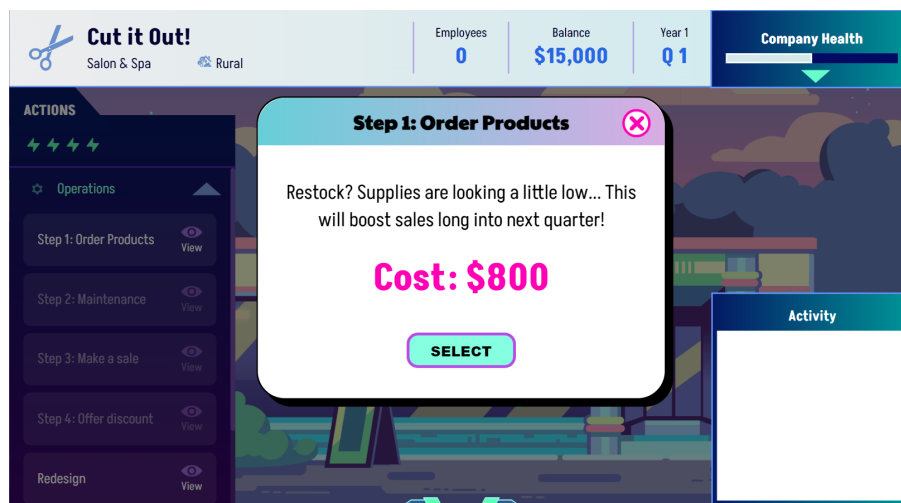 Cut it Out!
Salon & Spa
Rural
Employees
0
Balance
$15,000
Year 1
Q 1
Company Health
ACTIONS
Operations
Step 1: Order Products
View
Step 2: Maintenance
View
Step 3: Make a sale
View
Step 4: Offer discount
View
Redesign
View
Step 1: Order Products
Restock? Supplies are looking a little low... This
will boost sales long into next quarter!
Cost: $800
SELECT
Activity